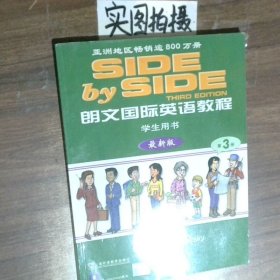 实图拍摄
亚洲地区畅销逾800万册
SIDE
by SIDE
THIRD EDITION
朗文国际英语教程
学生用书
最新版
第3册